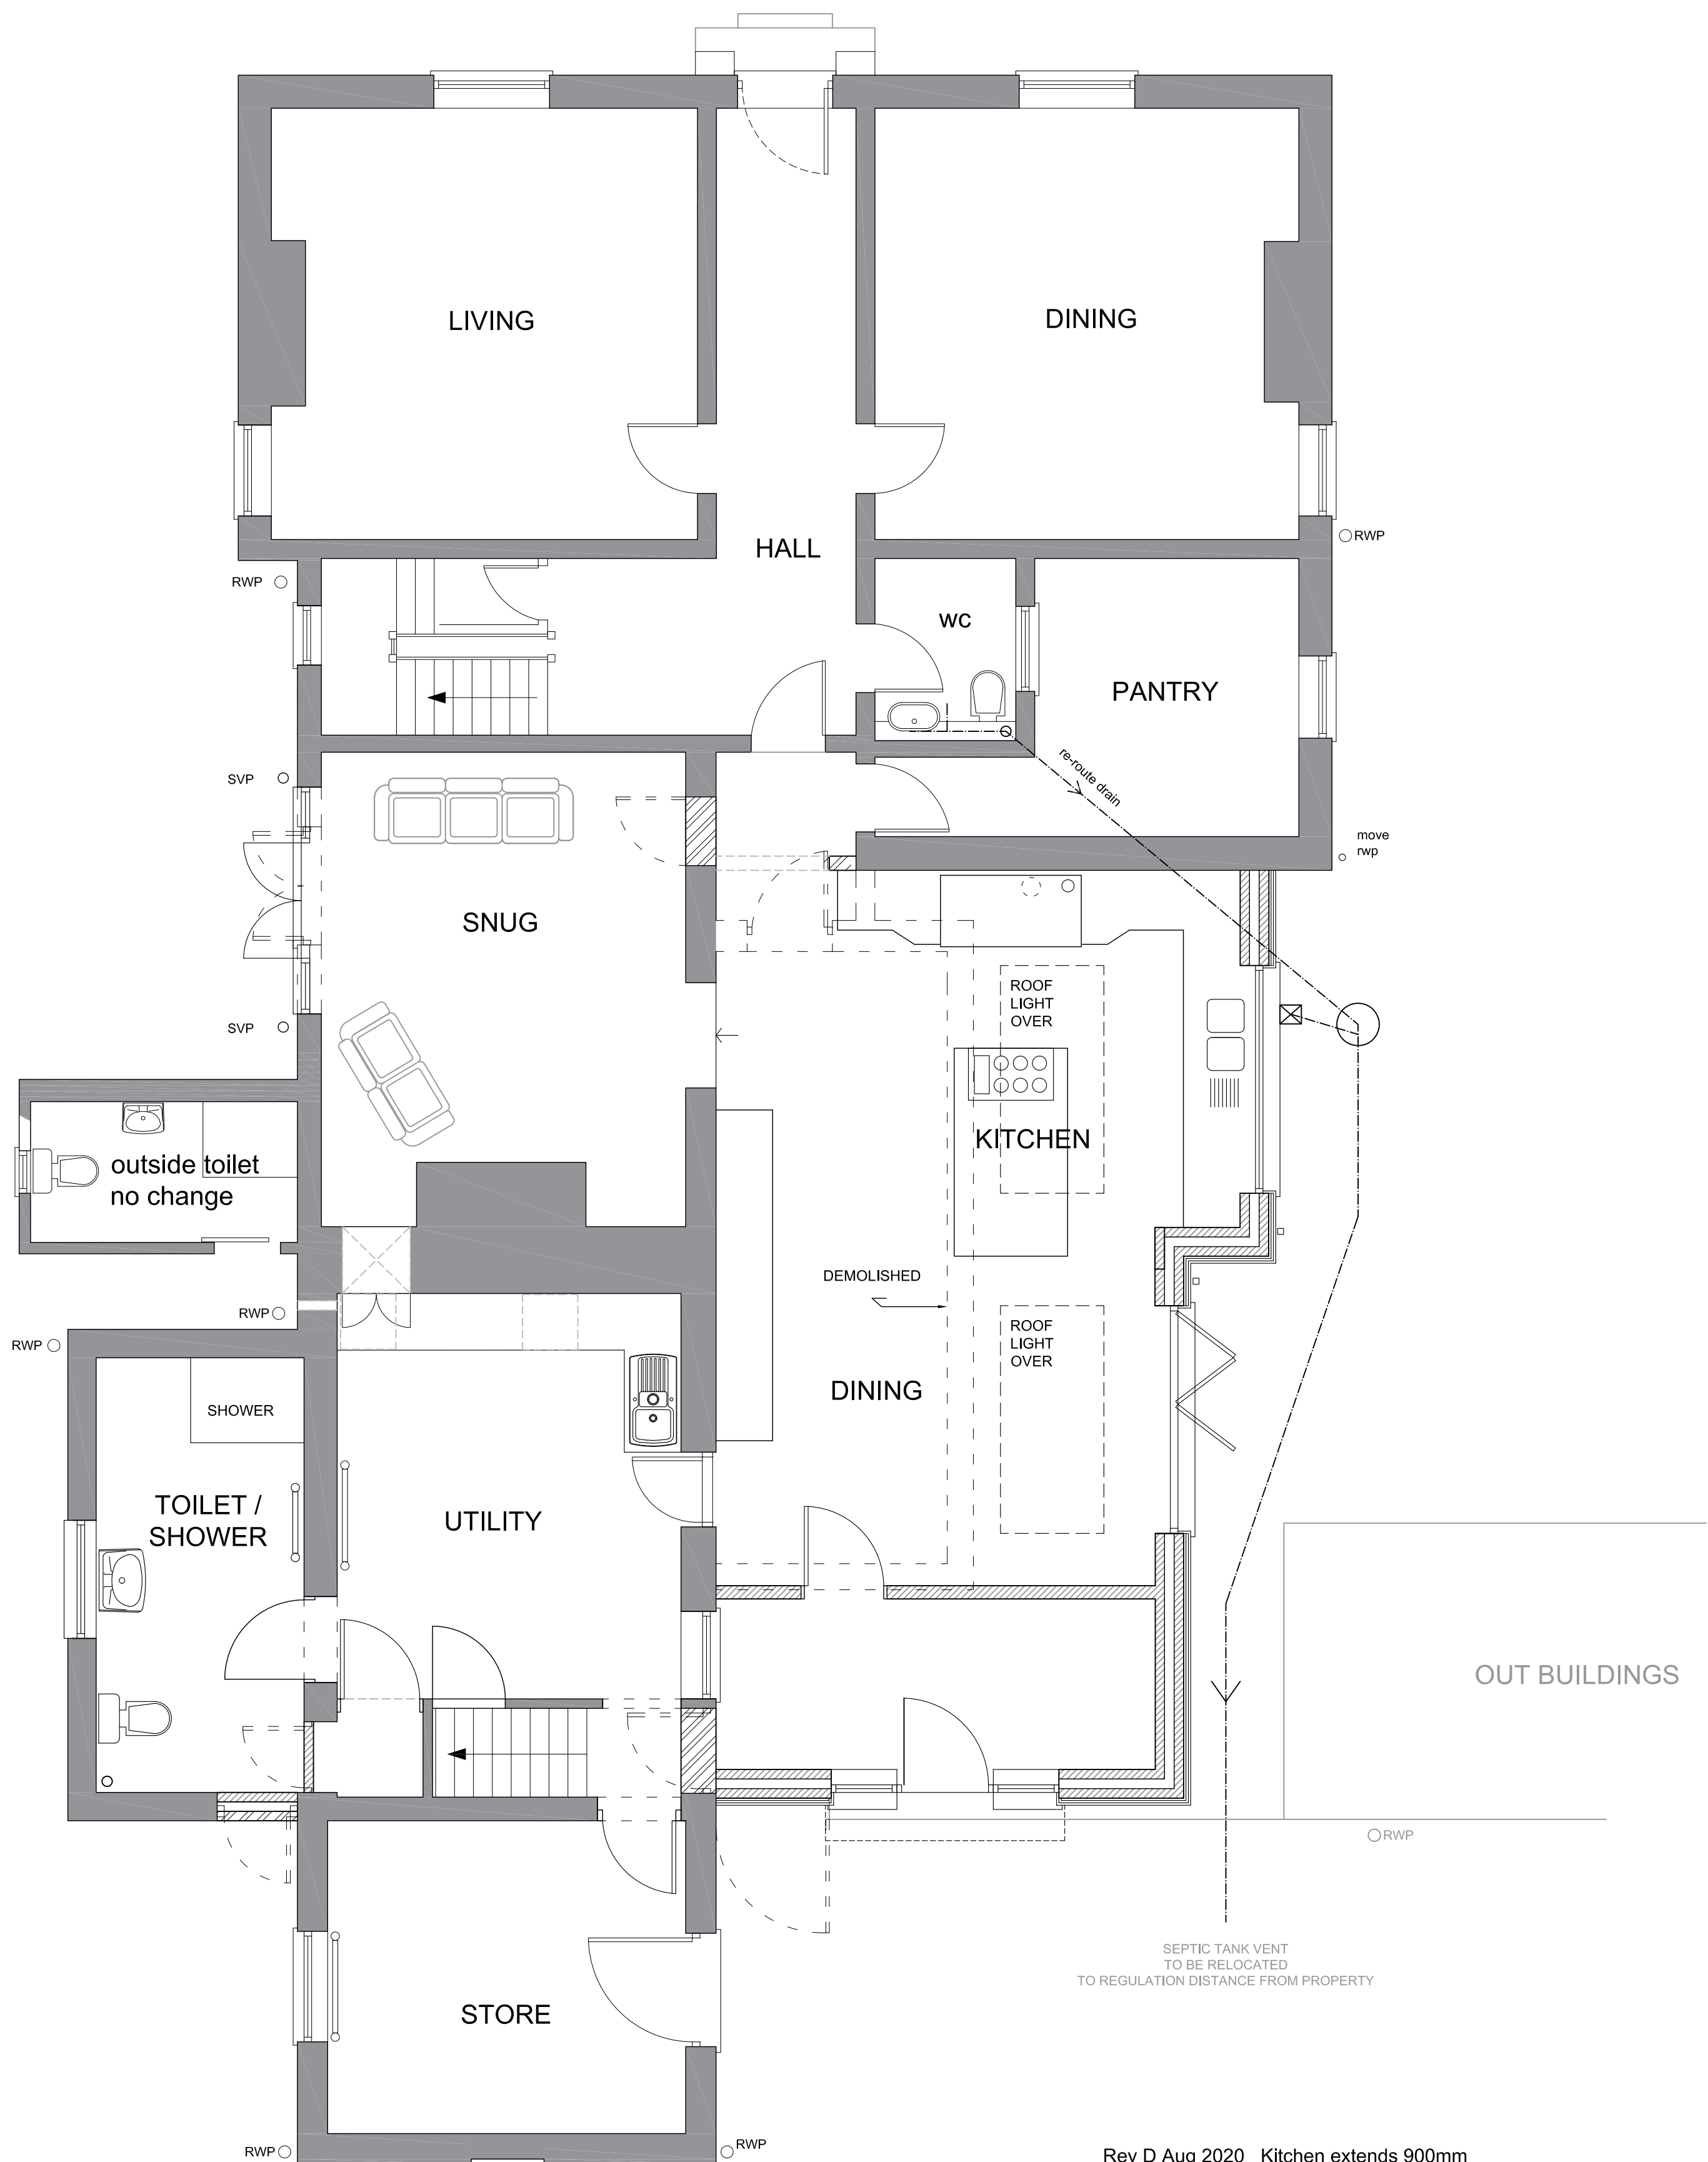 LIVING
DINING
HALL
RWP
RWP
wc
PANTRY
re-route drain
SVP
move
rwp
SNUG
ROOF
LIGHT
OVER
SVP
KITCHEN
outside toilet
no change
DEMOLISHED
RWP
RWP
ROOF
LIGHT
OVER
DINING
SHOWER
TOILET /
SHOWER
UTILITY
OUT BUILDINGS
RWP
SEPTIC TANK VENT
TO BE RELOCATED
TO REGULATION DISTANCE FROM PROPERTY
STORE
RWP
RWP
Rev D Aug 2020 Kitchen extends 900mm